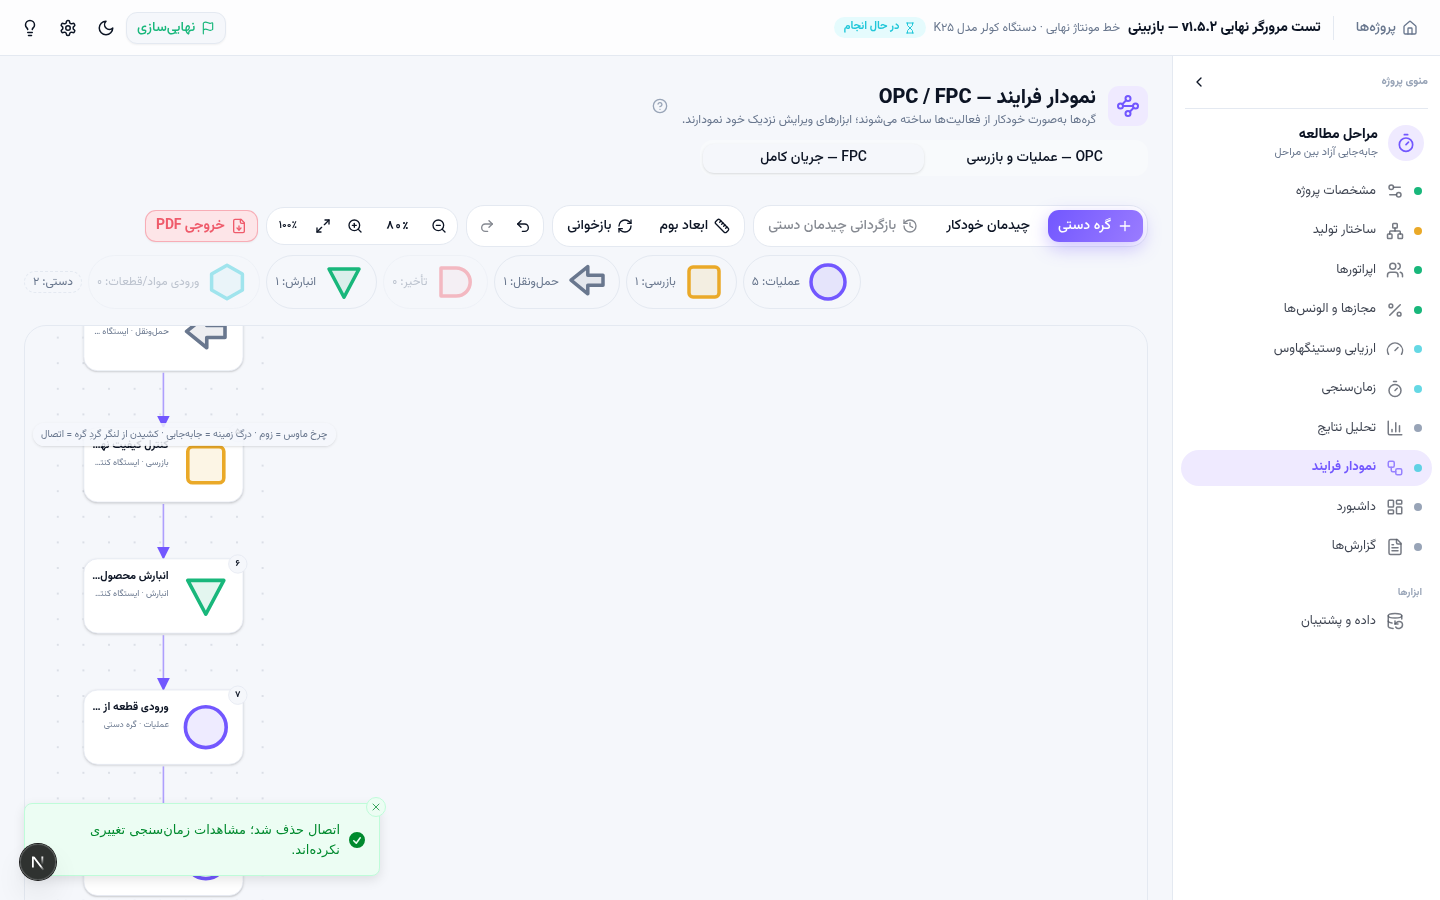 پروژه‌ها
تست مرورگر نهایی v۱.۵.۲ — بازبینی
خط مونتاژ نهایی · دستگاه کولر مدل K۲۵
در حال انجام
نهایی‌سازی
منوی پروژه
مراحل مطالعه
جابه‌جایی آزاد بین مراحل
مشخصات پروژه
ساختار تولید
اپراتورها
مجازها و الونس‌ها
ارزیابی وستینگهاوس
زمان‌سنجی
تحلیل نتایج
نمودار فرایند
داشبورد
گزارش‌ها
ابزارها
داده و پشتیبان
نمودار فرایند — OPC / FPC
گره‌ها به‌صورت خودکار از فعالیت‌ها ساخته می‌شوند؛ ابزارهای ویرایش نزدیک خود نمودارند.
OPC — عملیات و بازرسی
FPC — جریان کامل
گره دستی
چیدمان خودکار
بازگردانی چیدمان دستی
ابعاد بوم
بازخوانی
۸۰٪
۱۰۰٪
خروجی PDF
عملیات: ۵
بازرسی: ۱
حمل‌ونقل: ۱
تأخیر: ۰
انبارش: ۱
ورودی مواد/قطعات: ۰
دستی: ۲
حمل‌ونقل · ایستگاه ...
چرخ ماوس = زوم · درگ زمینه = جابه‌جایی · کشیدن از لنگر گرد گره = اتصال
کنترل کیفیت نه...
بازرسی · ایستگاه کنت...
۶
انبارش محصول...
انبارش · ایستگاه کنت...
۷
ورودی قطعه از ...
عملیات · گره دستی
اتصال حذف شد؛ مشاهدات زمان‌سنجی تغییری
نکرده‌اند.
N